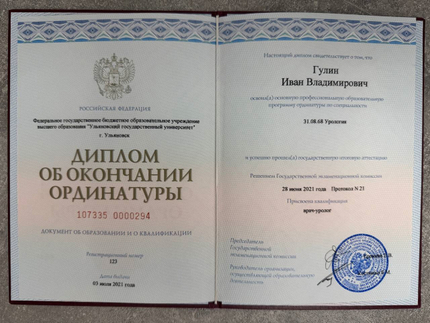 РОССИЙСКАЯ ФЕДЕРАЦИЯ
Федеральное государственное бюджетное образовательное учреждение
высшего образования "Ульяновский государственный университет"
г. Ульяновск
ДИПЛОМ
ОБ ОКОНЧАНИИ
ОРДИНАТУРЫ
107335 0000294
ДОКУМЕНТ ОБ ОБРАЗОВАНИИ И О КВАЛИФИКАЦИИ
Регистрационный номер
123
Дата выдачи
03 июля 2021 года
Настоящий диплом свидетельствует о том, что
Гулин
Иван Владимирович
освоил(а) основную профессиональную образовательную
программу ординатуры по специальности
31.08.68 Урология
и успешно прошел(а) государственную итоговую аттестацию
Решением Государственной экзаменационной комиссии
28 июня 2021 года Протокол N 21
Присвоена квалификация
врач-уролог
Председатель
Государственной
экзаменационной комиссии
Руководитель организации,
осуществляющей образовательную
деятельность